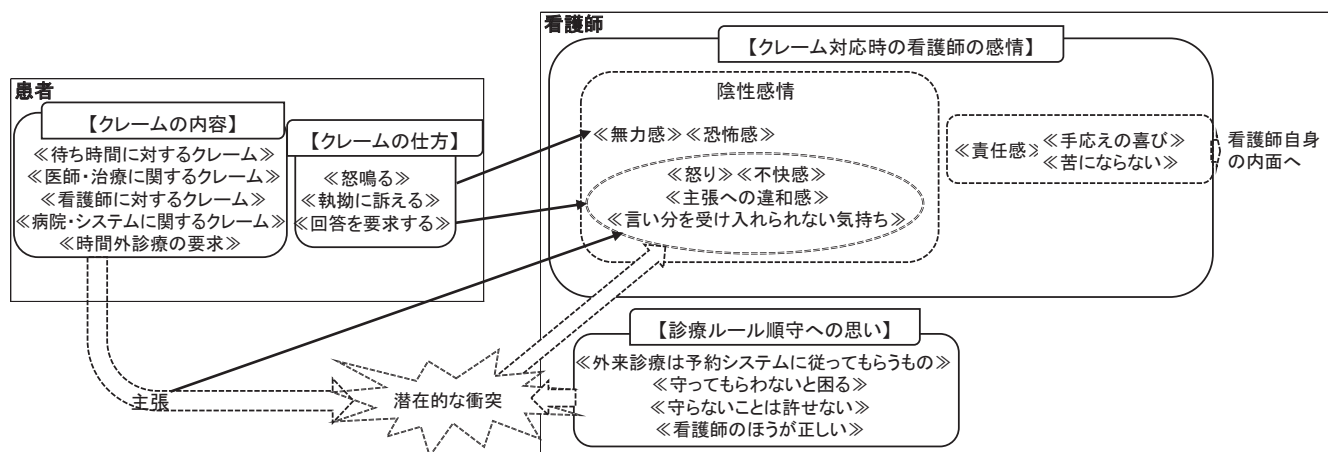 看護師
【クレーム対応時の看護師の感情】
患者
【クレームの内容】
≪待ち時間に対するクレーム≫
≪医師・治療に関するクレーム≫
≪看護師に対するクレーム≫
≪病院・システムに関するクレーム≫
≪時間外診療の要求≫
【クレームの仕方】
≪怒鳴る≫
≪執拗に訴える≫
≪回答を要求する≫
陰性感情
≪無力感≫≪恐怖感≫
≪怒り≫≪不快感≫
≪主張への違和感≫
≪言い分を受け入れられない気持ち≫
≪責任感≫
≪手応えの喜び≫
≪苦にならない≫
看護師自身
の内面へ
主張
潜在的な衝突
【診療ルール順守への思い】
≪外来診療は予約システムに従ってもらうもの≫
≪守ってもらわないと困る≫
≪守らないことは許せない≫
≪看護師のほうが正しい≫